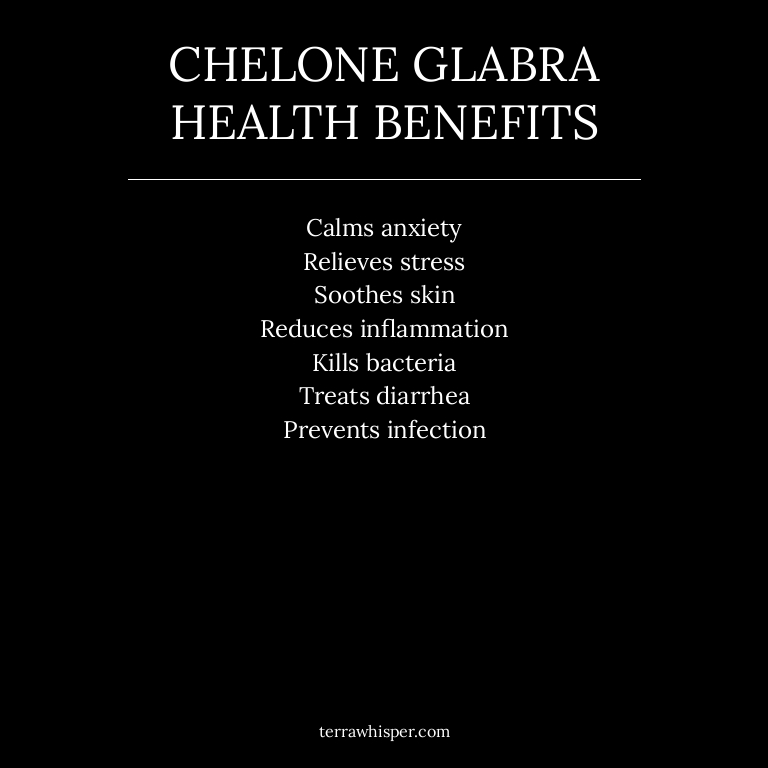 CHELONE GLABRA
HEALTH BENEFITS
Calms anxiety
Relieves stress
Soothes skin
Reduces inflammation
Kills bacteria
Treats diarrhea
Prevents infection
terrawhisper.com